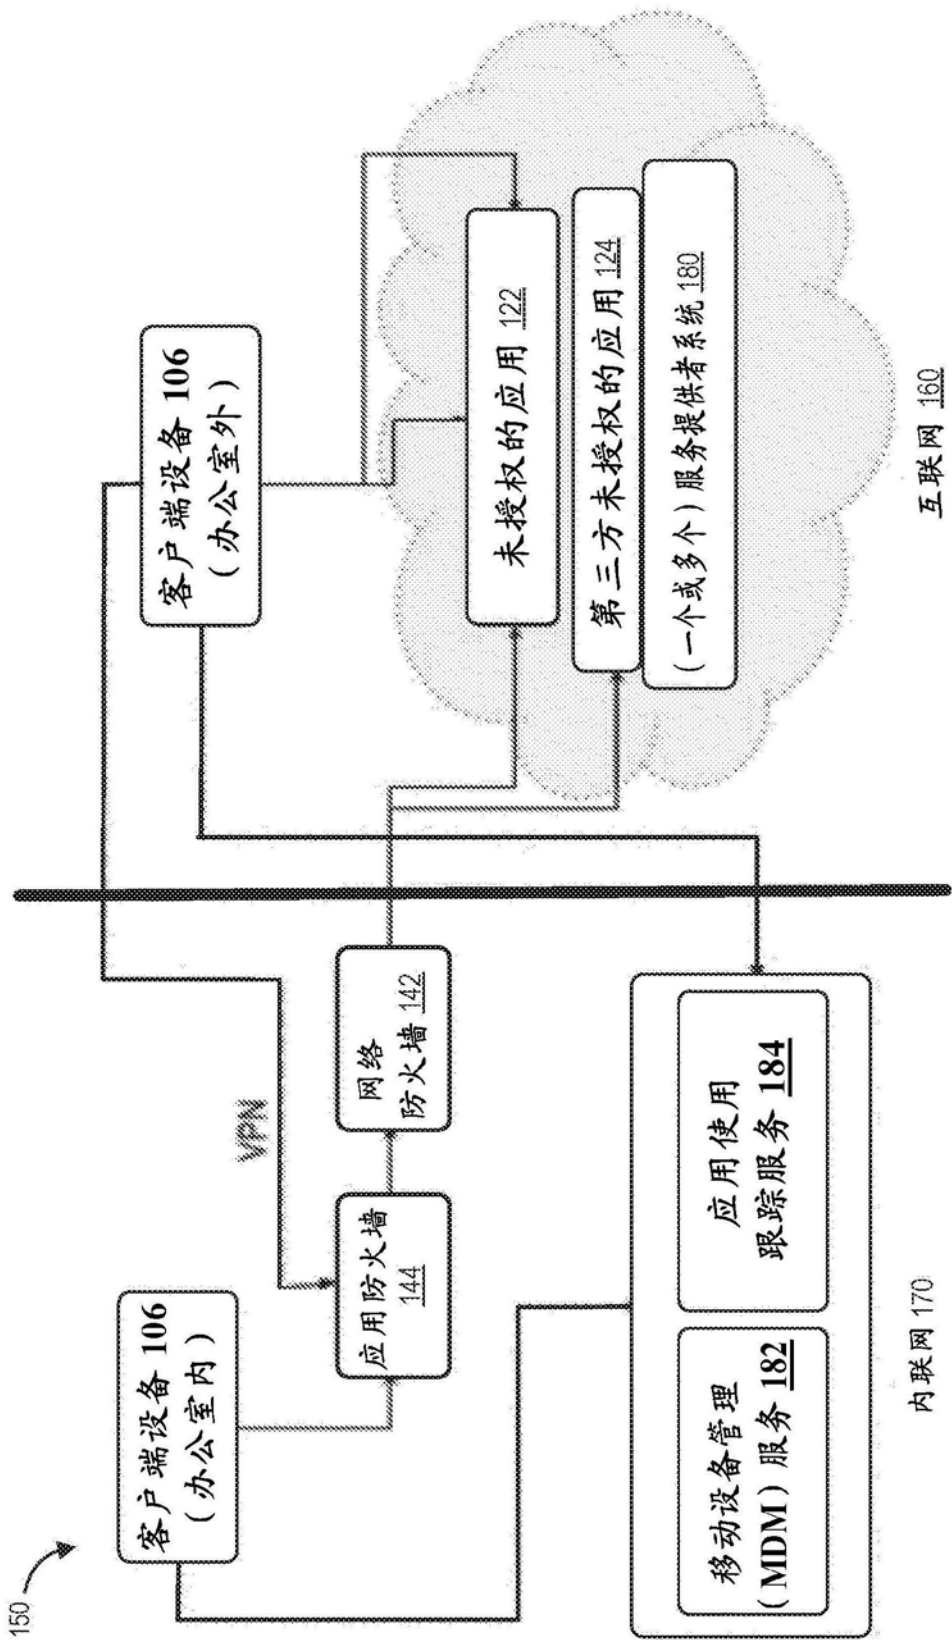 150
客户端设备 106
(办公室内)
VPN
应用防火墙
144
网络
防火墙 142
客户端设备 106
(办公室外)
未授权的应用 122
第三方未授权的应用 124
(一个或多个) 服务提供者系统 180
移动设备管理
(MDM) 服务 182
应用使用
跟踪服务 184
内联网 170
互联网 160